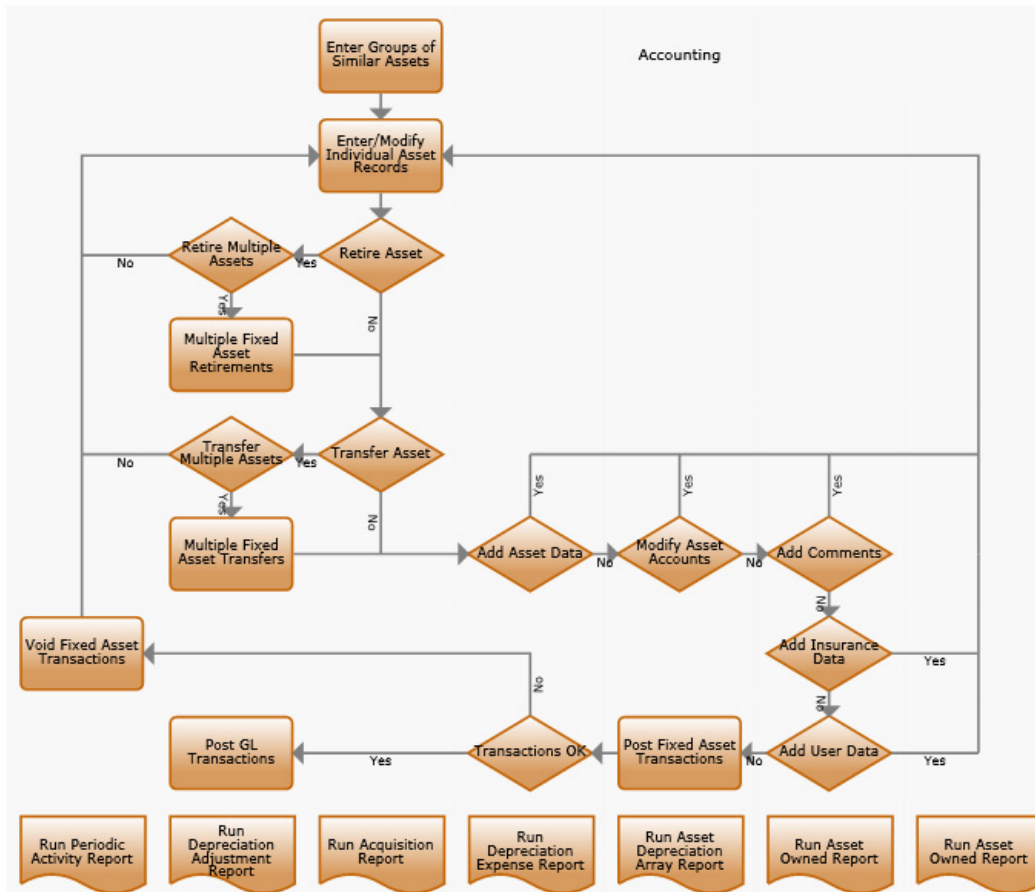 Enter Groups of
Similar Assets
Accounting
Enter/Modify
Individual Asset
Records
Retire Multiple
Assets
Retire Asset
No
Yes
Yes
No
Multiple Fixed
Asset
Retirements
Transfer
Multiple Assets
Transfer Asset
No
Yes
Yes
Yes
Yes
Yes
No
Multiple Fixed
Asset Transfers
Add Asset Data
Modify Asset
Accounts
Add Comments
No
No
No
Void Fixed Asset
Transactions
Add Insurance
Data
Yes
No
No
Post GL
Transactions
Transactions OK
Post Fixed Asset
Transactions
Add User Data
Yes
No
Yes
Run Periodic
Activity Report
Run
Depreciation
Adjustment
Report
Run Acquisition
Report
Run
Depreciation
Expense Report
Run Asset
Depreciation
Array Report
Run Asset
Owned Report
Run Asset
Owned Report